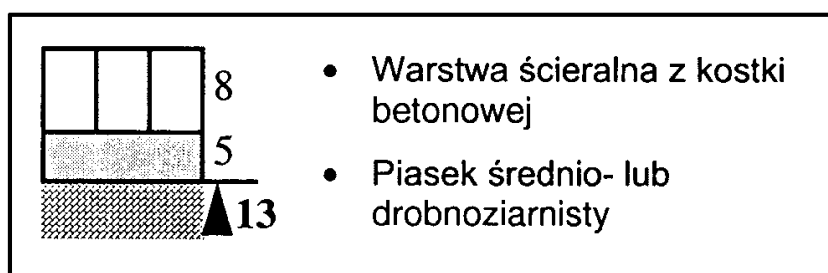 8
• Warstwa ścieralna z kostki
betonowej
5
• Piasek średnio- lub
drobnoziarnisty
13